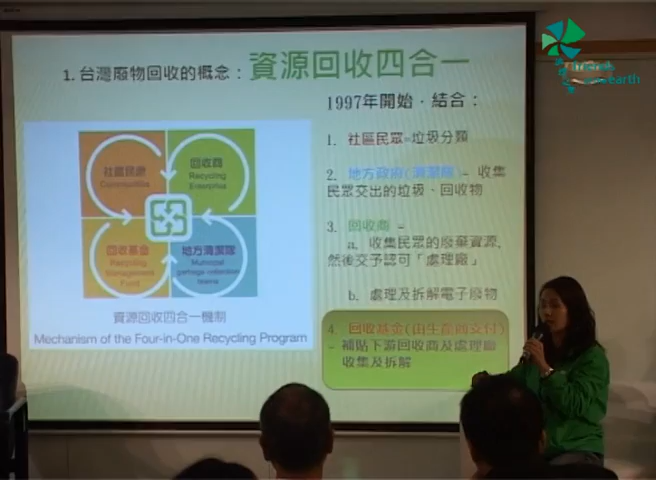 friends
earth
1. 台灣廢物回收的概念：資源回收四合一
1997年開始，結合：
社區民眾
Communities
回收商
Recycling
Enterprise
回收基金
Recycling
Management
Fund
地方清潔隊
Municipal
garbage collection
teams
資源回收四合一機制
Mechanism of the Four-in-One Recycling Program
1. 社區民眾–垃圾分類
2. 地方政府(清潔隊) – 收集
民眾交出的垃圾、回收物
3. 回收商 –
a. 收集民眾的廢棄資源，
然後交予認可「處理廠」
b. 處理及拆解電子廢物
4. 回收基金(由生產商支付)
– 補貼下游回收商及處理廠
收集及拆解